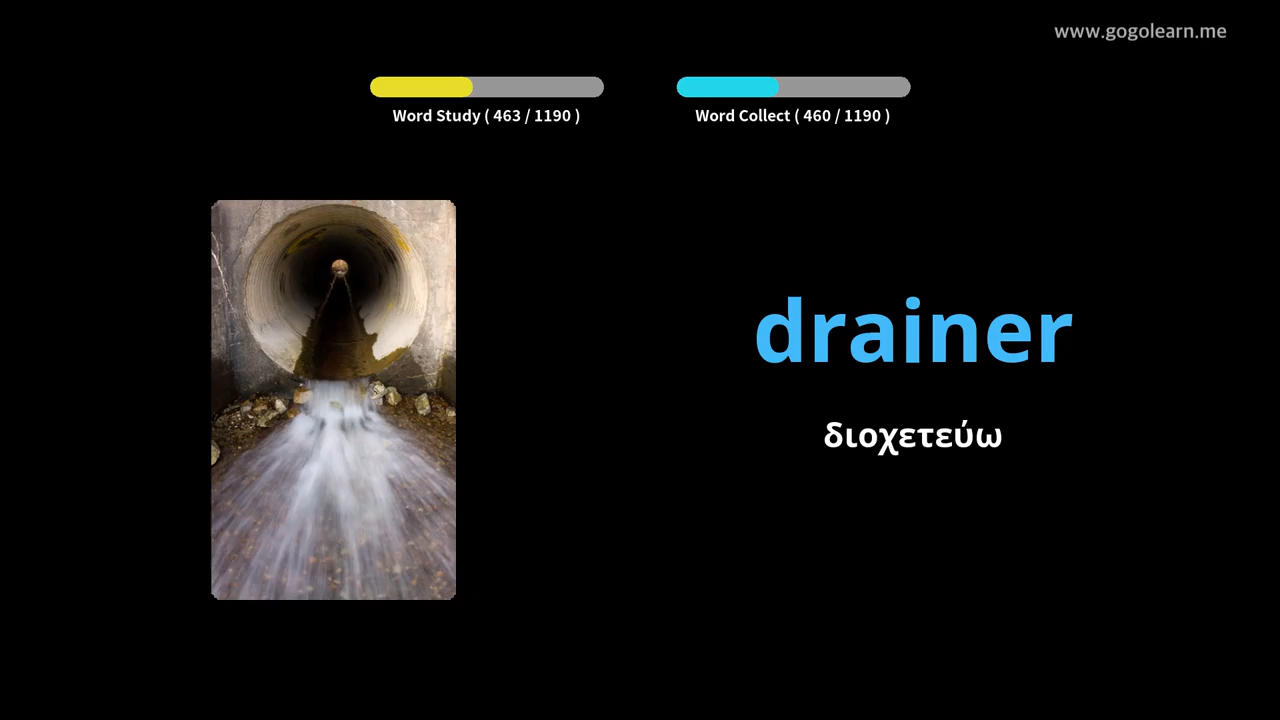 www.gogolearn.me
Word Study ( 463 / 1190 )
Word Collect ( 460 / 1190 )
drainer
διοχετεύω